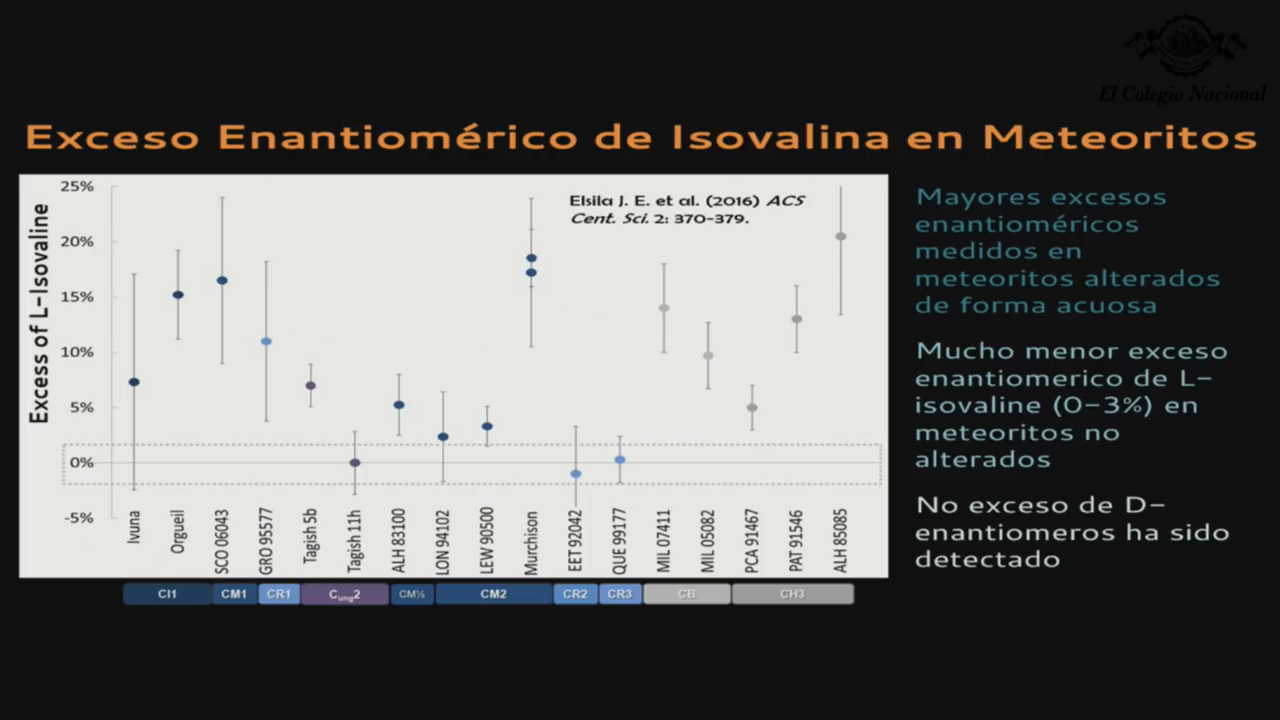 El Colegio Nacional
Exceso Enantiomérico de Isovalina en Meteoritos
Excess of L-Isovaline
25%
20%
15%
10%
5%
0%
-5%
Elsila J. E. et al. (2016) ACS
Cent. Sci. 2: 370-379.
Ivuna
Orgueil
SCO 06043
GRO 95577
Tagish 5b
Tagish 11h
ALH 83100
LON 94102
LEW 90500
Murchison
EET 92042
QUE 99177
MIL 07411
MIL 05082
PCA 91467
PAT 91546
ALH 85085
CI1
CM1
CR1
Cung2
CM½
CM2
CR2
CR3
CB
CH3
Mayores excesos
enantioméricos
medidos en
meteoritos alterados
de forma acuosa
Mucho menor exceso
enantiomerico de L-
isovaline (0-3%) en
meteoritos no
alterados
No exceso de D-
enantiomeros ha sido
detectado